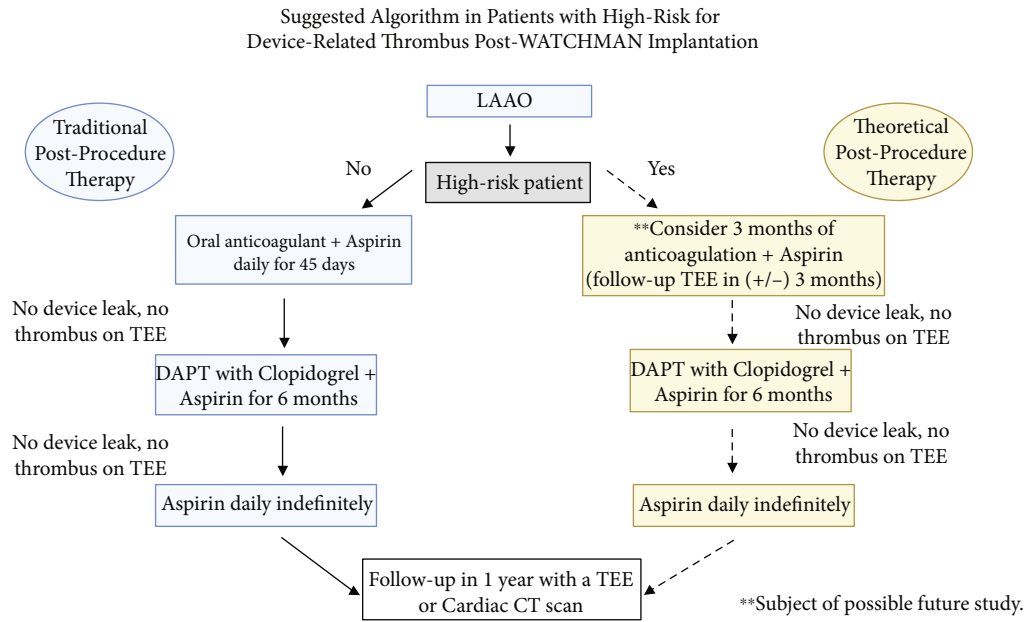 Suggested Algorithm in Patients with High-Risk for
Device-Related Thrombus Post-WATCHMAN Implantation
LAAO
Traditional
Post-Procedure
Therapy
Theoretical
Post-Procedure
Therapy
No
High-risk patient
Yes
Oral anticoagulant + Aspirin
daily for 45 days
**Consider 3 months of
anticoagulation + Aspirin
(follow-up TEE in (+/–) 3 months)
No device leak, no
thrombus on TEE
No device leak, no
thrombus on TEE
DAPT with Clopidogrel +
Aspirin for 6 months
DAPT with Clopidogrel +
Aspirin for 6 months
No device leak, no
thrombus on TEE
No device leak, no
thrombus on TEE
Aspirin daily indefinitely
Aspirin daily indefinitely
Follow-up in 1 year with a TEE
or Cardiac CT scan
**Subject of possible future study.